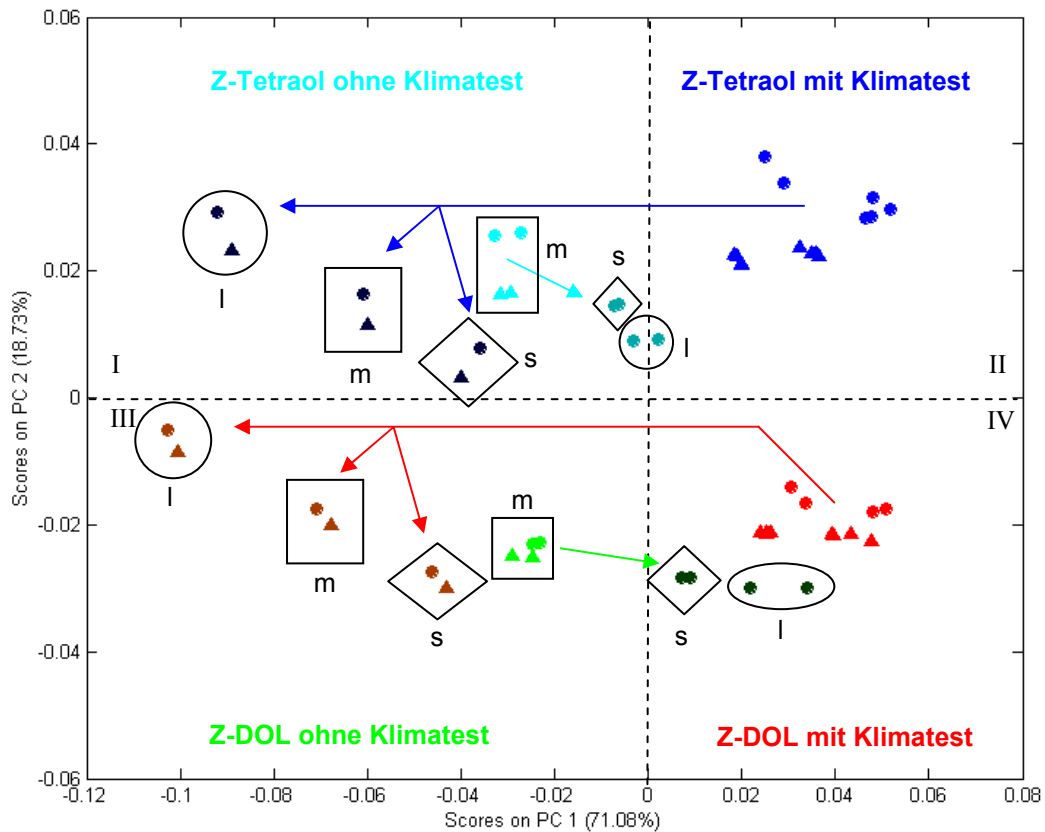 0.06
Z-Tetraol ohne Klimatest
Z-Tetraol mit Klimatest
0.04
m
s
0.02
l
l
s
m
I
II
0
III
IV
l
m
-0.02
m
s
s
l
-0.04
Z-DOL ohne Klimatest
Z-DOL mit Klimatest
-0.06
-0.12 -0.1 -0.08 -0.06 -0.04 -0.02 0 0.02 0.04 0.06 0.08
Scores on PC 1 (71.08%)
Scores on PC 2 (18.73%)